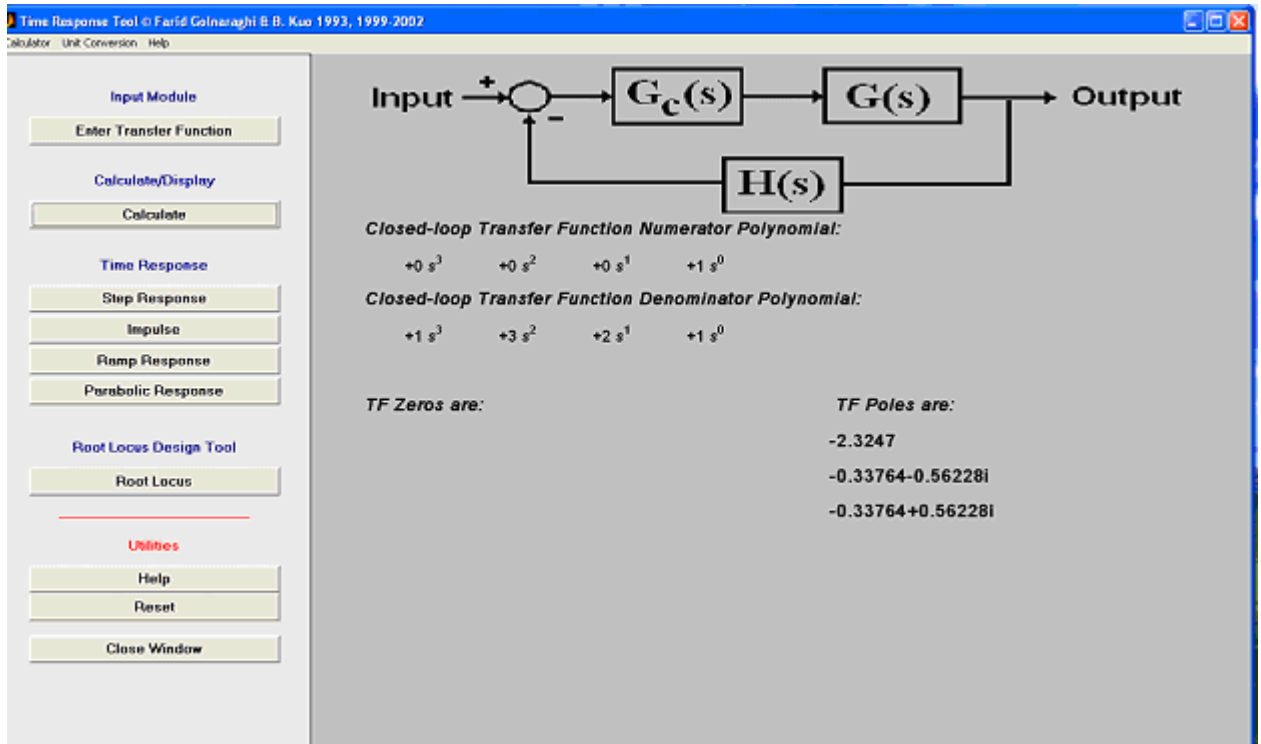 Time Response Tool © Farid Golnaraghi & B. Kuo 1993, 1999-2002
Calculator Unit Conversion Help
Input Module
Enter Transfer Function
Calculate/Display
Calculate
Time Response
Step Response
Impulse
Ramp Response
Parabolic Response
Root Locus Design Tool
Root Locus
Utilities
Help
Reset
Close Window
Input + − Gc(s) G(s) Output
H(s)
Closed-loop Transfer Function Numerator Polynomial:
+0 s³ +0 s² +0 s¹ +1 s⁰
Closed-loop Transfer Function Denominator Polynomial:
+1 s³ +3 s² +2 s¹ +1 s⁰
TF Zeros are:
TF Poles are:
-2.3247
-0.33764-0.56228i
-0.33764+0.56228i